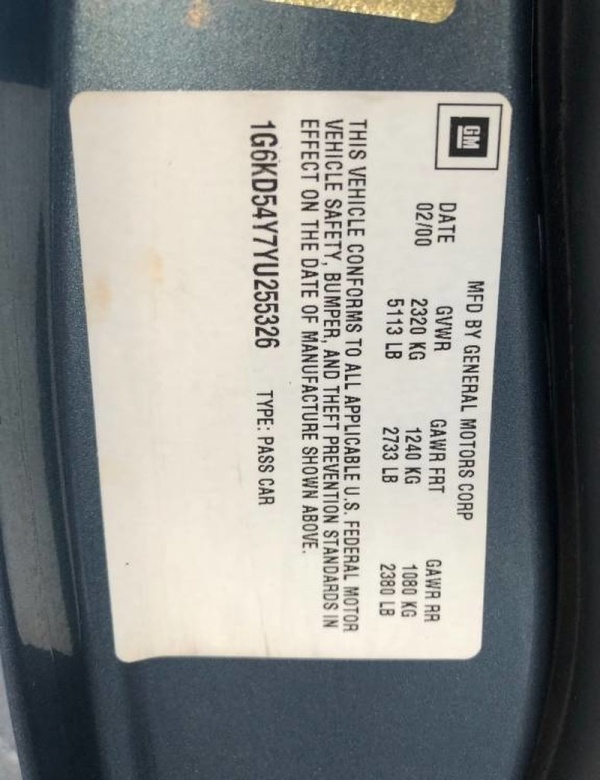 GM
MFD BY GENERAL MOTORS CORP
DATE GVWR GAWR FRT GAWR RR
02/00 2320 KG 1240 KG 1080 KG
5113 LB 2733 LB 2380 LB
THIS VEHICLE CONFORMS TO ALL APPLICABLE U.S. FEDERAL MOTOR
VEHICLE SAFETY, BUMPER, AND THEFT PREVENTION STANDARDS IN
EFFECT ON THE DATE OF MANUFACTURE SHOWN ABOVE.
1G6KD54Y7YU255326 TYPE: PASS CAR